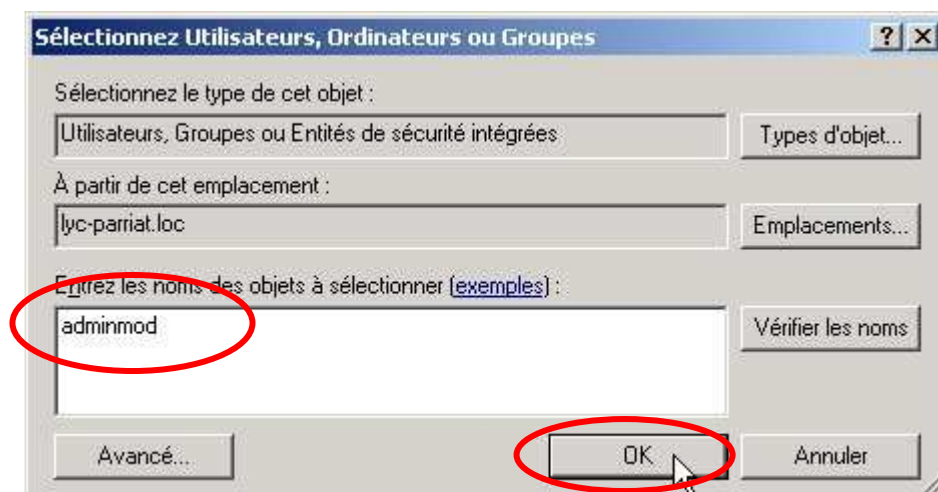 Sélectionnez Utilisateurs, Ordinateurs ou Groupes
Sélectionnez le type de cet objet :
Utilisateurs, Groupes ou Entités de sécurité intégrées
Types d'objet...
À partir de cet emplacement :
lyc-parriat.loc
Emplacements...
Entrez les noms des objets à sélectionner (exemples) :
adminmod
Vérifier les noms
Avancé...
OK
Annuler